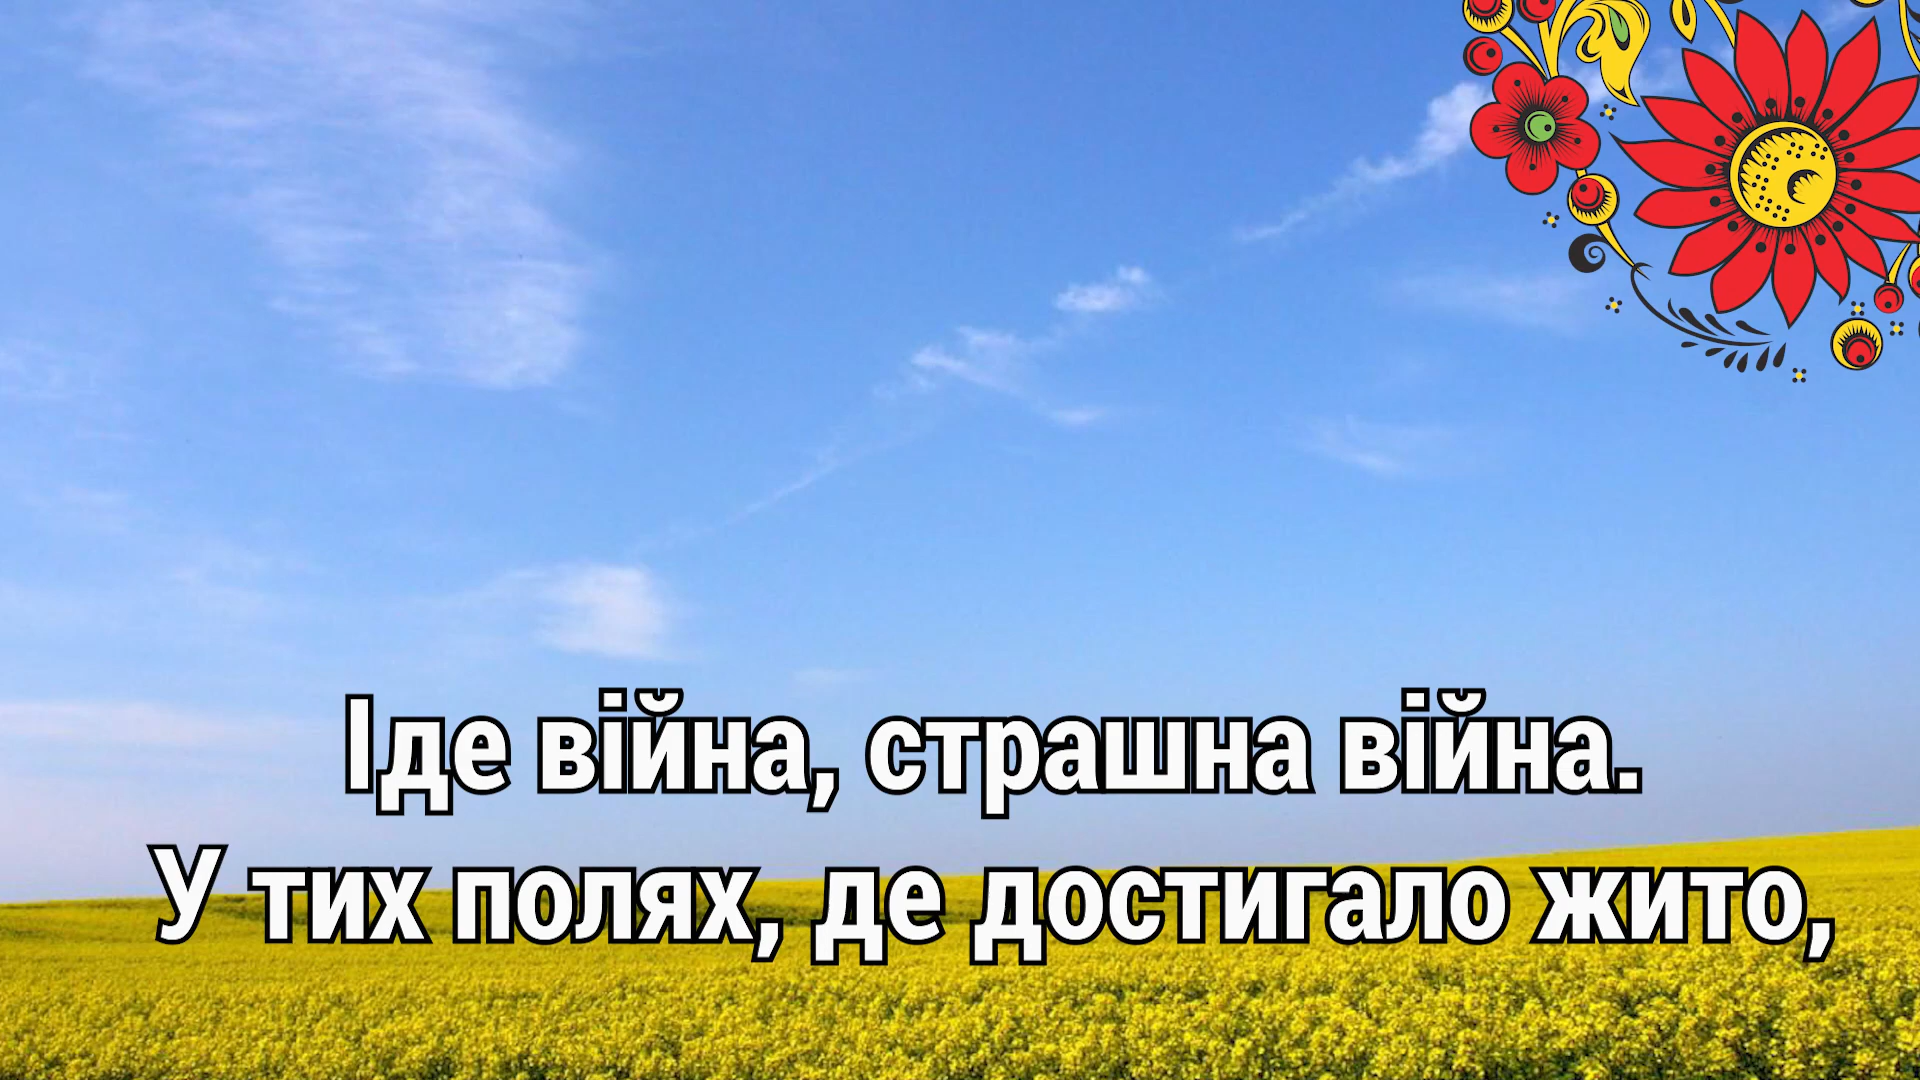 Іде війна, страшна війна.
У тих полях, де достигало жито,